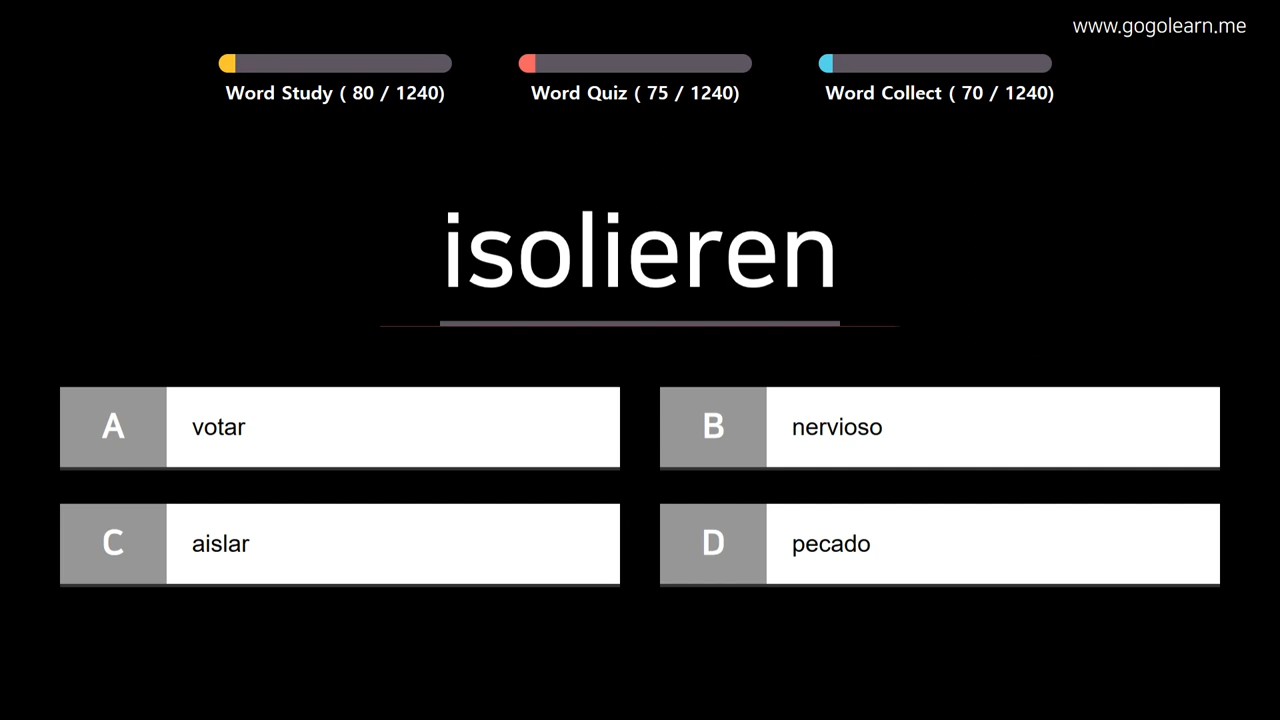 www.gogolearn.me
Word Study ( 80 / 1240)
Word Quiz ( 75 / 1240)
Word Collect ( 70 / 1240)
isolieren
A votar
B nervioso
C aislar
D pecado